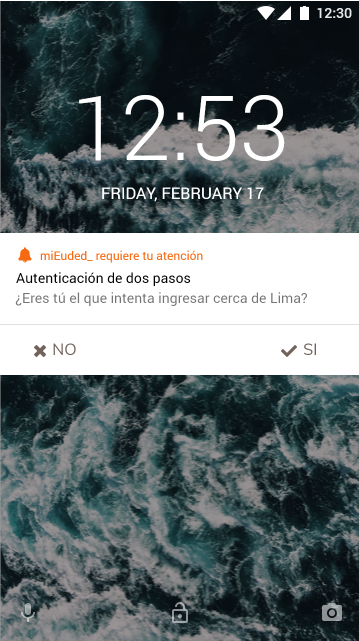 12:30
12:53
FRIDAY, FEBRUARY 17
miEuded_ requiere tu atención
Autenticación de dos pasos
¿Eres tú el que intenta ingresar cerca de Lima?
NO SI